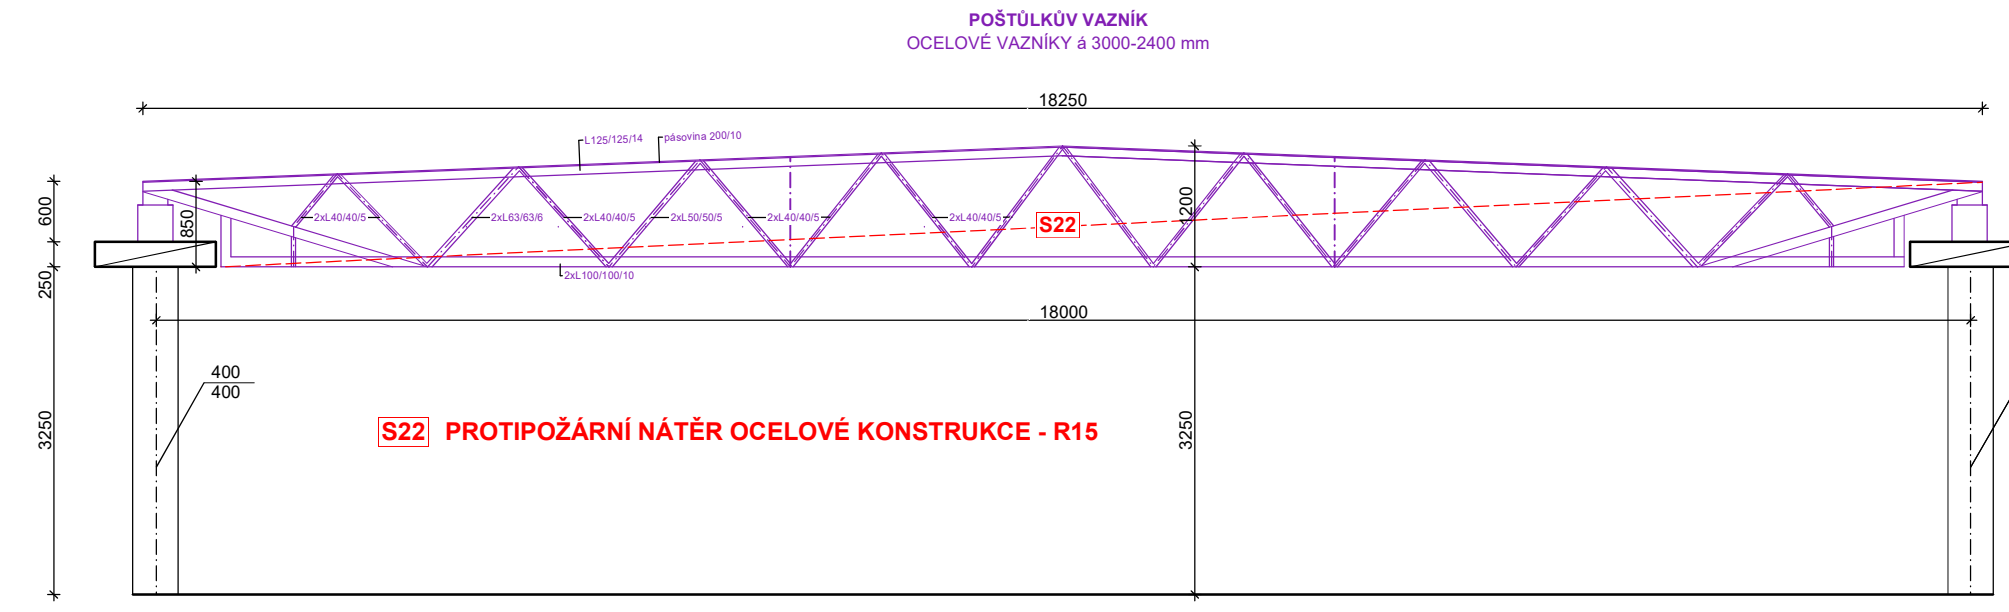 POŠTŮLKŮV VAZNÍK
OCELOVÉ VAZNÍKY á 3000-2400 mm
18250
L125/125/14
pásovina 200/10
600
850
1200
2xL40/40/5
2xL63/63/6
2xL40/40/5
2xL50/50/5
2xL40/40/5
2xL40/40/5
S22
2xL100/100/10
2550
18000
400
400
3250
3250
S22 PROTIPOŽÁRNÍ NÁTĚR OCELOVÉ KONSTRUKCE - R15